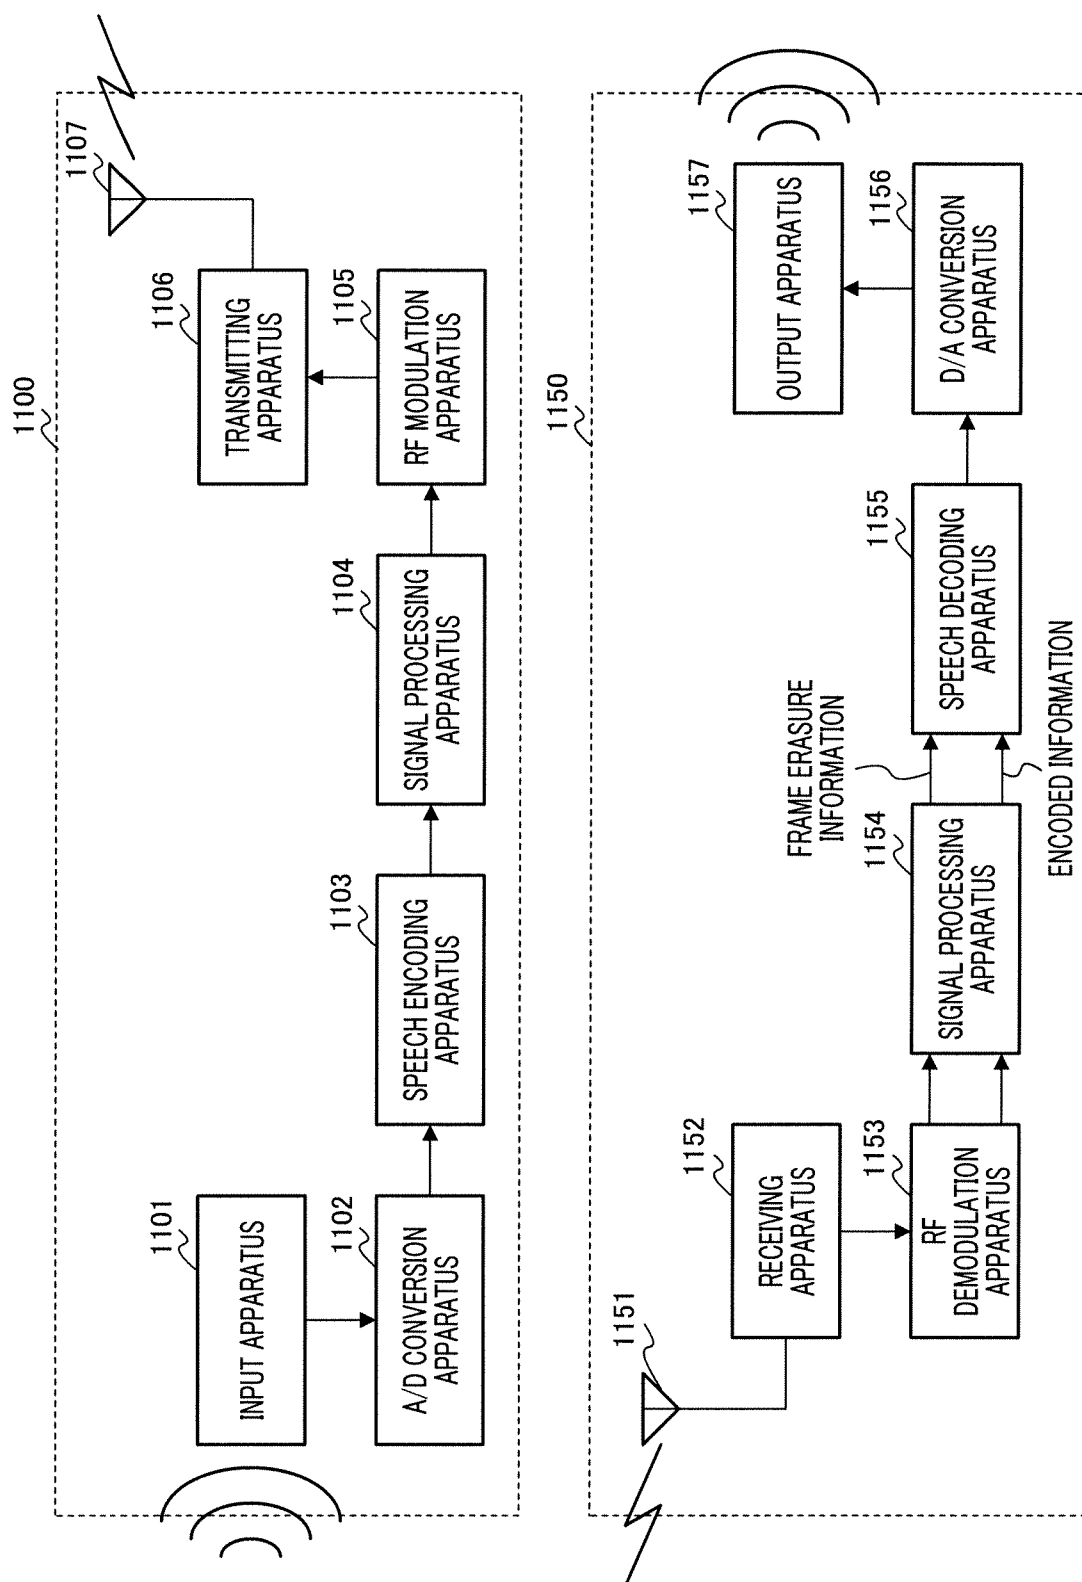 1100
1101
INPUT APPARATUS
1102
A/D CONVERSION
APPARATUS
1103
SPEECH ENCODING
APPARATUS
1104
SIGNAL PROCESSING
APPARATUS
1105
RF MODULATION
APPARATUS
1106
TRANSMITTING
APPARATUS
1107
1150
1151
1152
RECEIVING
APPARATUS
1153
RF
DEMODULATION
APPARATUS
1154
SIGNAL PROCESSING
APPARATUS
FRAME ERASURE
INFORMATION
ENCODED INFORMATION
1155
SPEECH DECODING
APPARATUS
1156
D/A CONVERSION
APPARATUS
1157
OUTPUT APPARATUS